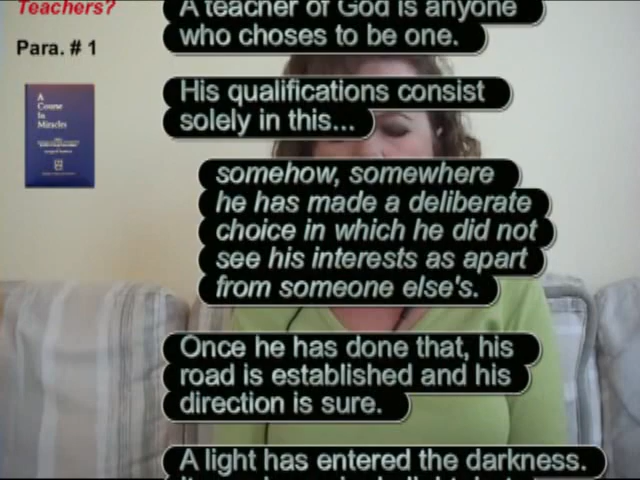 Teachers?
Para. # 1
A
Course
In
Miracles
A teacher of God is anyone
who choses to be one.
His qualifications consist
solely in this...
somehow, somewhere
he has made a deliberate
choice in which he did not
see his interests as apart
from someone else's.
Once he has done that, his
road is established and his
direction is sure.
A light has entered the darkness.